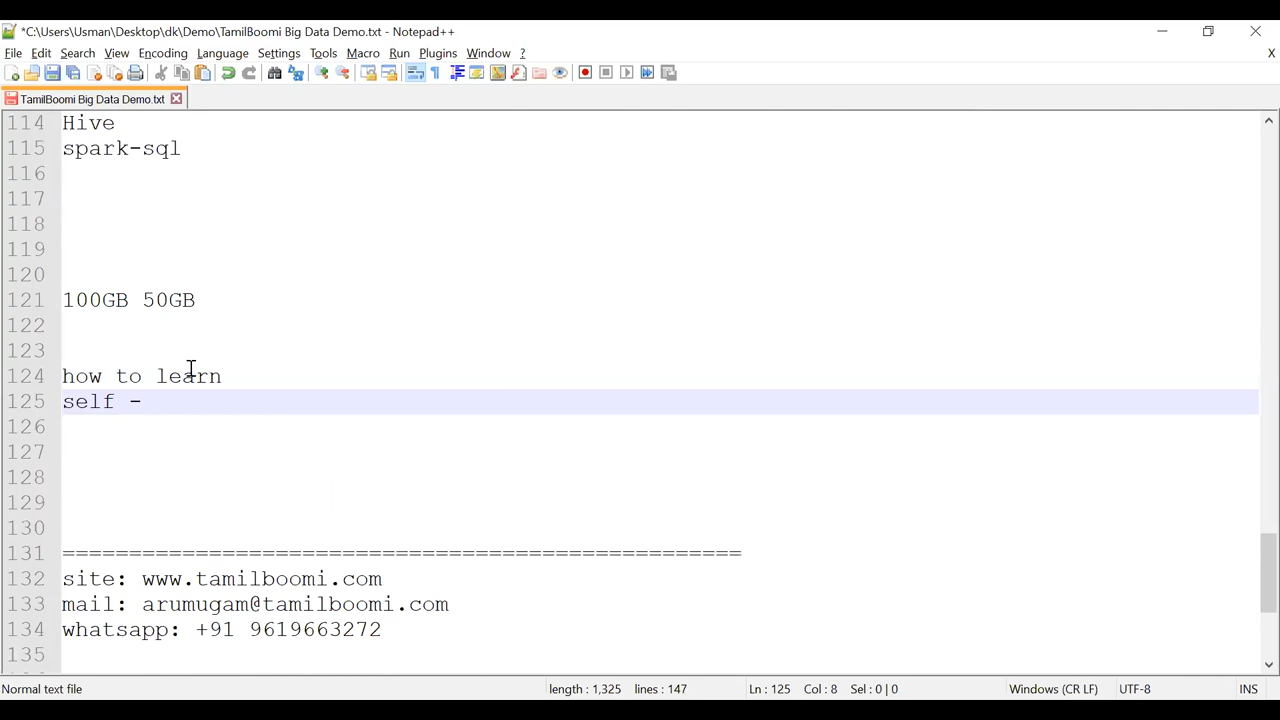 *C:\Users\Usman\Desktop\dk\Demo\TamilBoomi Big Data Demo.txt - Notepad++
File Edit Search View Encoding Language Settings Tools Macro Run Plugins Window ? X
TamilBoomi Big Data Demo.txt
114 Hive
115 spark-sql
116
117
118
119
120
121 100GB 50GB
122
123
124 how to learn
125 self -
126
127
128
129
130
131 ===================================================
132 site: www.tamilboomi.com
133 mail: arumugam@tamilboomi.com
134 whatsapp: +91 9619663272
135
Normal text file length : 1,325 lines : 147 Ln : 125 Col : 8 Sel : 0 | 0 Windows (CR LF) UTF-8 INS